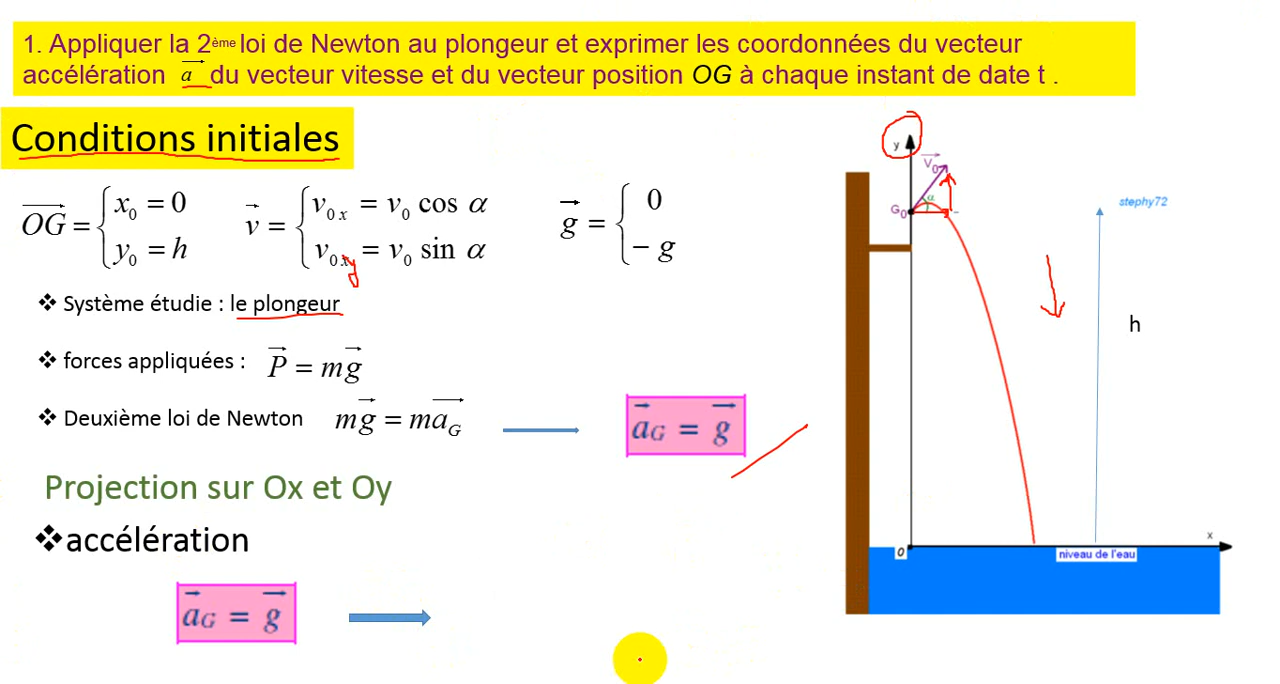 1. Appliquer la 2ème loi de Newton au plongeur et exprimer les coordonnées du vecteur
accélération a du vecteur vitesse et du vecteur position OG à chaque instant de date t .
Conditions initiales
OG = { x0 = 0
y0 = h
v = { v0 x = v0 cos α
v0 x y = v0 sin α
g = { 0
− g
❖ Système étudie : le plongeur
❖ forces appliquées : P = mg
❖ Deuxième loi de Newton mg = maG
aG = g
Projection sur Ox et Oy
❖accélération
aG = g
y
V0
α
G0
stephy72
h
x
O
niveau de l'eau